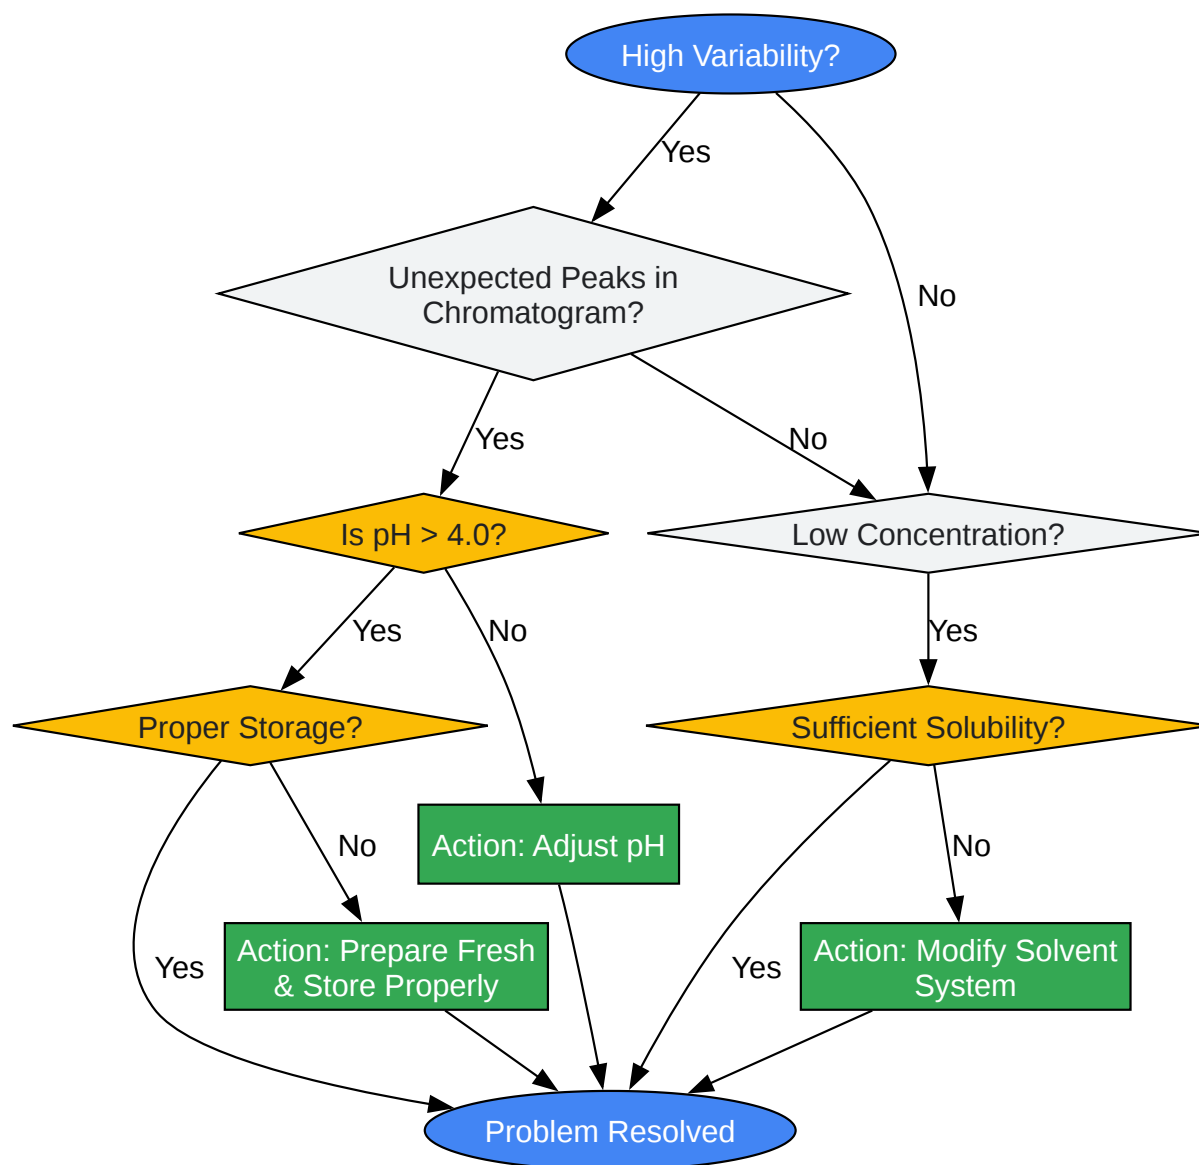 High Variability?
Yes
No
Unexpected Peaks in
Chromatogram?
Yes
No
Is pH > 4.0?
Low Concentration?
Yes
No
Yes
Proper Storage?
Sufficient Solubility?
Action: Adjust pH
No
No
Action: Prepare Fresh
& Store Properly
Action: Modify Solvent
System
Yes
Yes
Problem Resolved